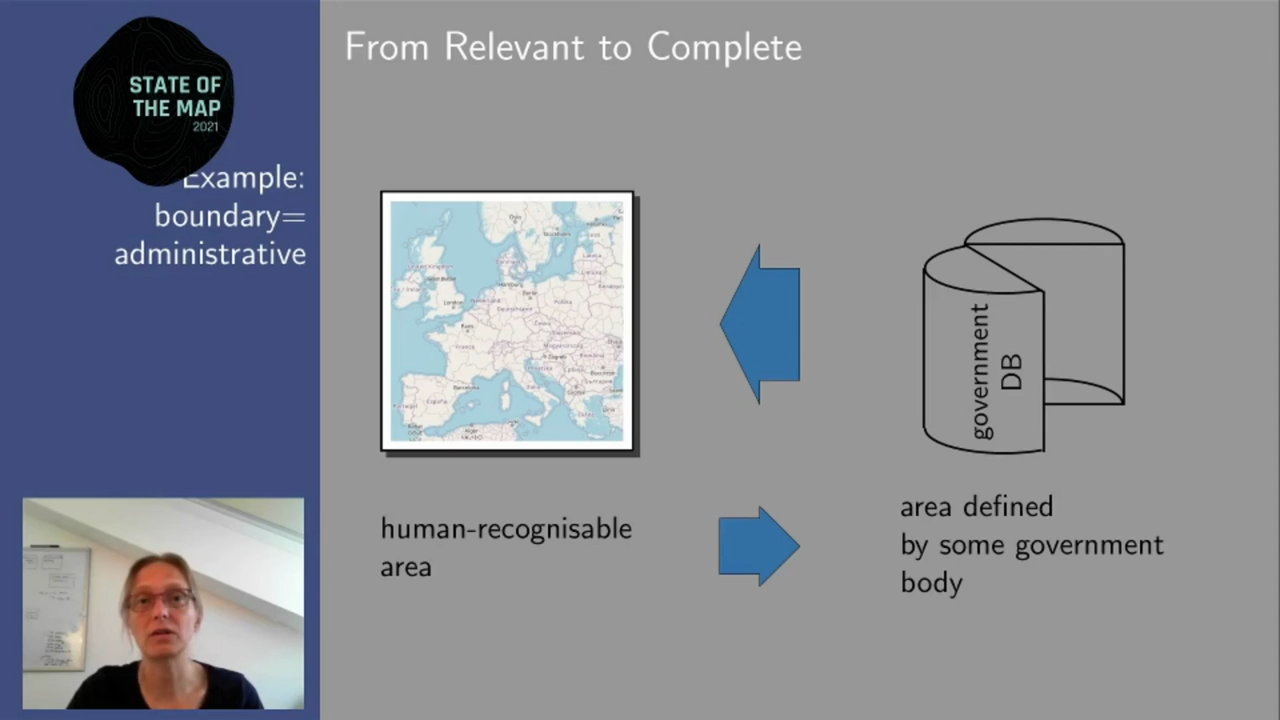 STATE OF
THE MAP
2021
Example:
boundary=
administrative
From Relevant to Complete
government
DB
human-recognisable
area
area defined
by some government
body